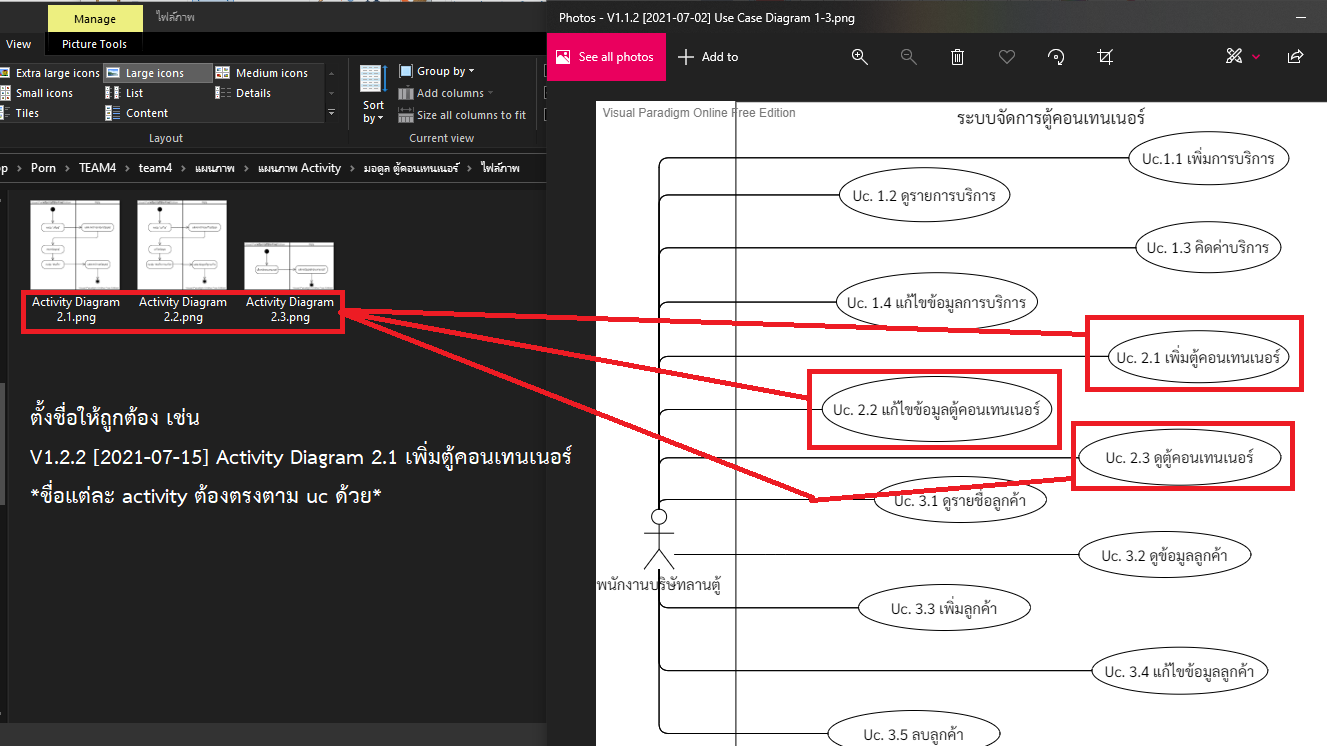 Manage
ไฟล์ภาพ
View
Picture Tools
Extra large icons
Large icons
Medium icons
Small icons
List
Details
Tiles
Content
Layout
Sort by
Group by
Add columns
Size all columns to fit
Current view
Porn > TEAM4 > team4 > แผนภาพ > แผนภาพ Activity > มอดูล ตู้คอนเทนเนอร์ > ไฟล์ภาพ
Activity Diagram 2.1.png
Activity Diagram 2.2.png
Activity Diagram 2.3.png
ตั้งชื่อให้ถูกต้อง เช่น
V1.2.2 [2021-07-15] Activity Diagram 2.1 เพิ่มตู้คอนเทนเนอร์
*ชื่อแต่ละ activity ต้องตรงตาม uc ด้วย*
Photos - V1.1.2 [2021-07-02] Use Case Diagram 1-3.png
See all photos
Add to
Visual Paradigm Online Free Edition
ระบบจัดการตู้คอนเทนเนอร์
Uc.1.1 เพิ่มการบริการ
Uc. 1.2 ดูรายการบริการ
Uc. 1.3 คิดค่าบริการ
Uc. 1.4 แก้ไขข้อมูลการบริการ
Uc. 2.1 เพิ่มตู้คอนเทนเนอร์
Uc. 2.2 แก้ไขข้อมูลตู้คอนเทนเนอร์
Uc. 2.3 ดูตู้คอนเทนเนอร์
Uc. 3.1 ดูรายชื่อลูกค้า
Uc. 3.2 ดูข้อมูลลูกค้า
พนักงานบริษัทลานตู้
Uc. 3.3 เพิ่มลูกค้า
Uc. 3.4 แก้ไขข้อมูลลูกค้า
Uc. 3.5 ลบลูกค้า